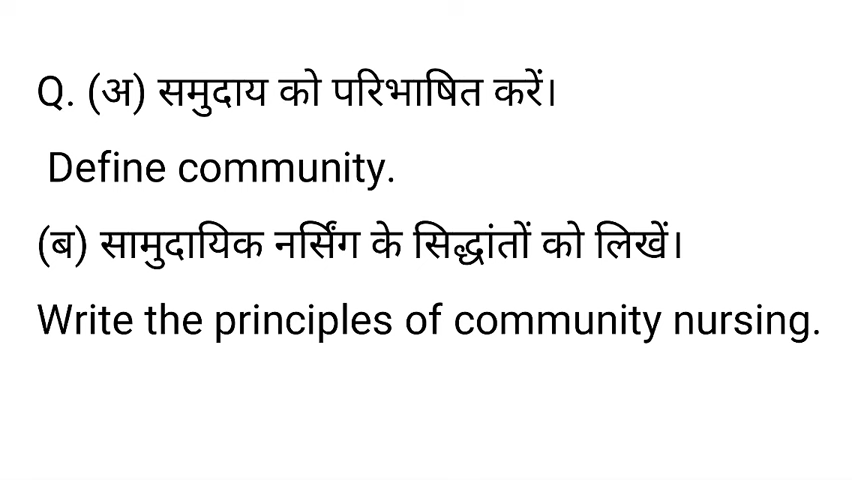 Q. (अ) समुदाय को परिभाषित करें।
Define community.
(ब) सामुदायिक नर्सिंग के सिद्धांतों को लिखें।
Write the principles of community nursing.